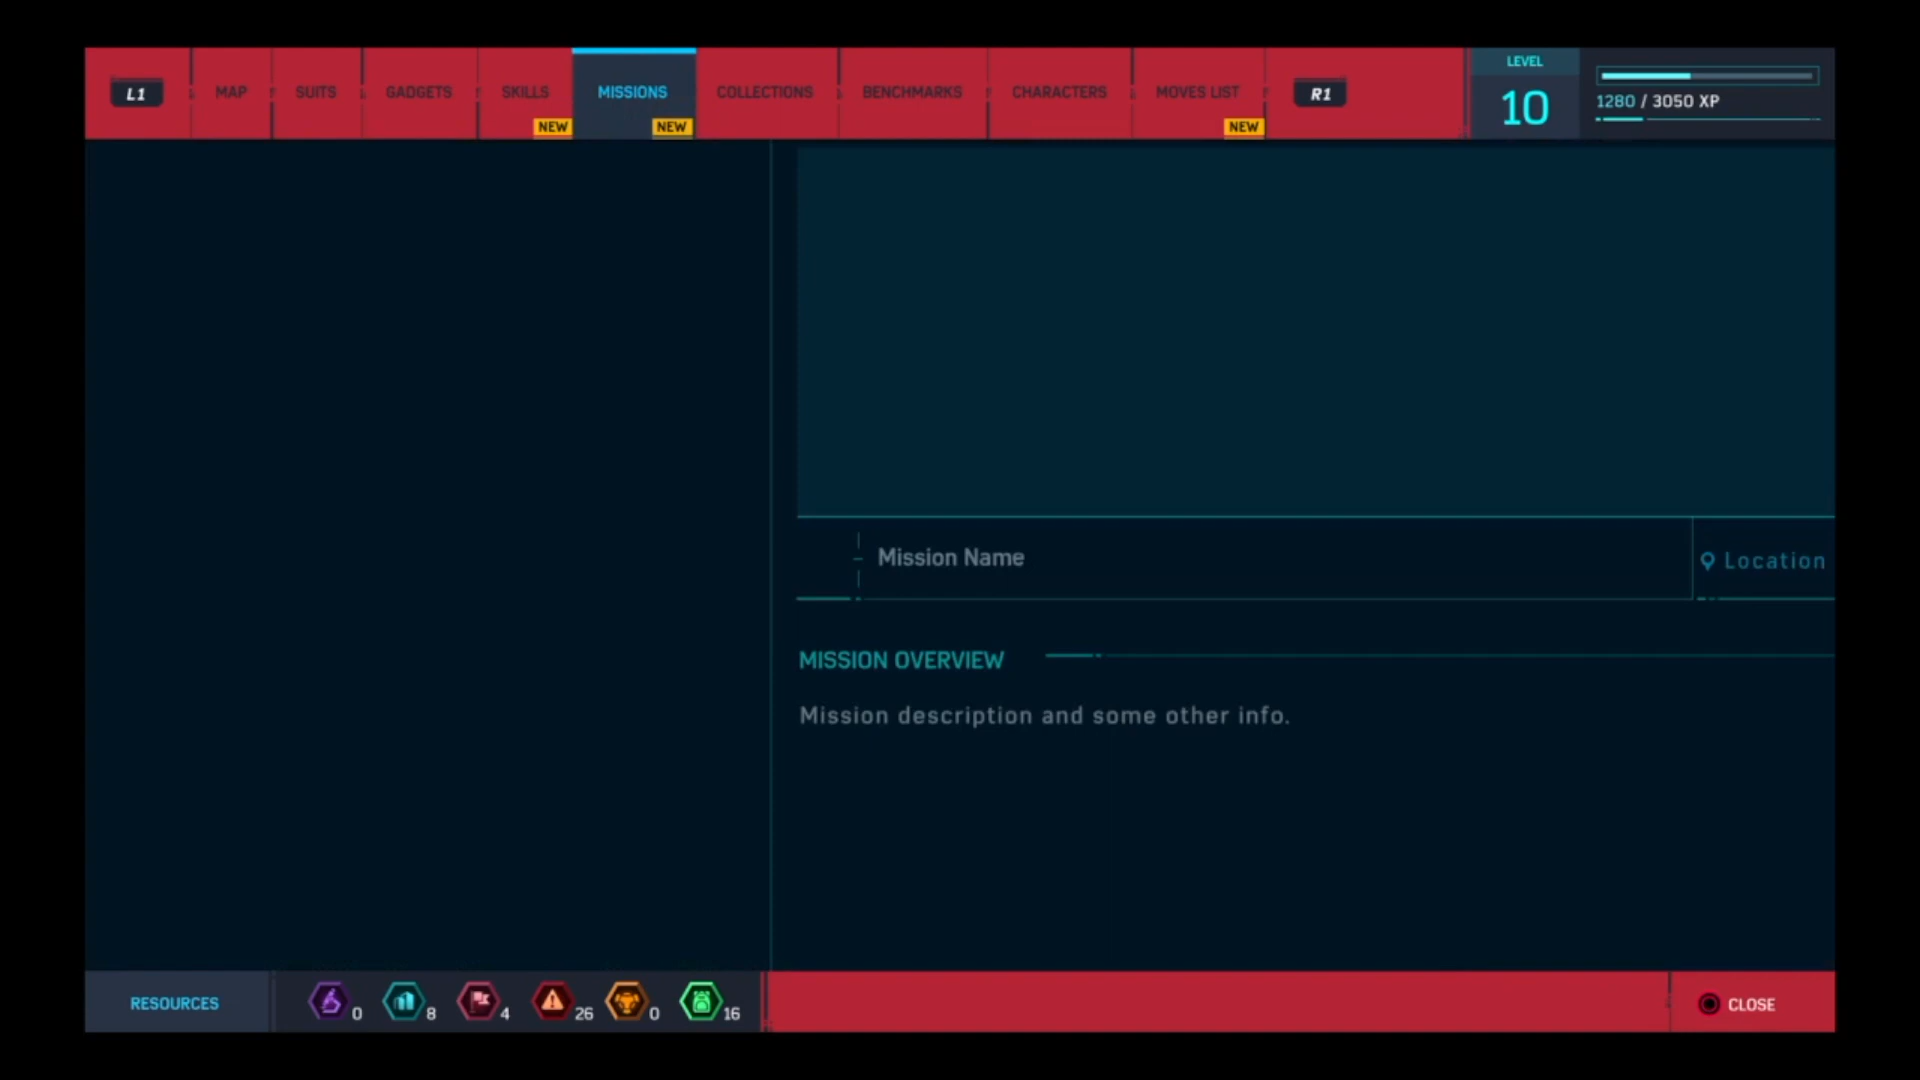 L1
MAP
SUITS
GADGETS
SKILLS
NEW
MISSIONS
NEW
COLLECTIONS
BENCHMARKS
CHARACTERS
MOVES LIST
NEW
R1
LEVEL
10
1280 / 3050 XP
Mission Name
Location
MISSION OVERVIEW
Mission description and some other info.
RESOURCES
0
8
4
26
0
16
CLOSE